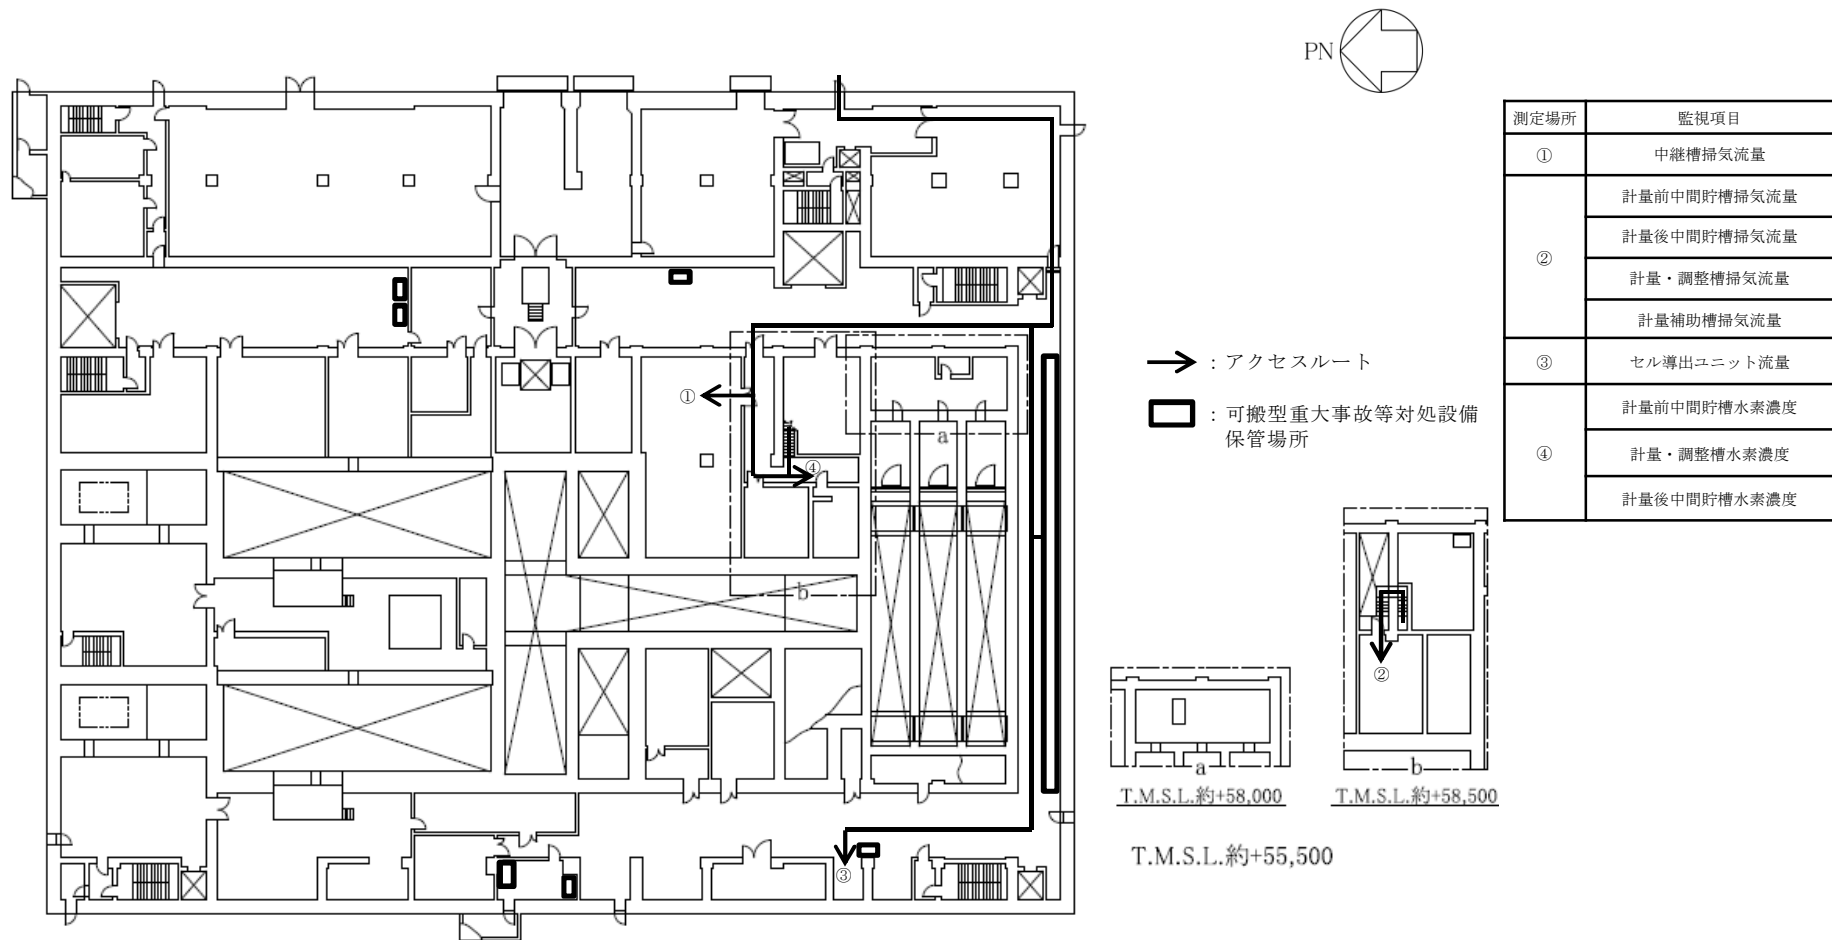 PN
測定場所 監視項目
① 中継槽掃気流量
② 計量前中間貯槽掃気流量
計量後中間貯槽掃気流量
計量・調整槽掃気流量
計量補助槽掃気流量
③ セル導出ユニット流量
④ 計量前中間貯槽水素濃度
計量・調整槽水素濃度
計量後中間貯槽水素濃度
：アクセスルート
：可搬型重大事故等対処設備
保管場所
①
a
④
b
②
a
b
T.M.S.L.約+58,000
T.M.S.L.約+58,500
T.M.S.L.約+55,500
③